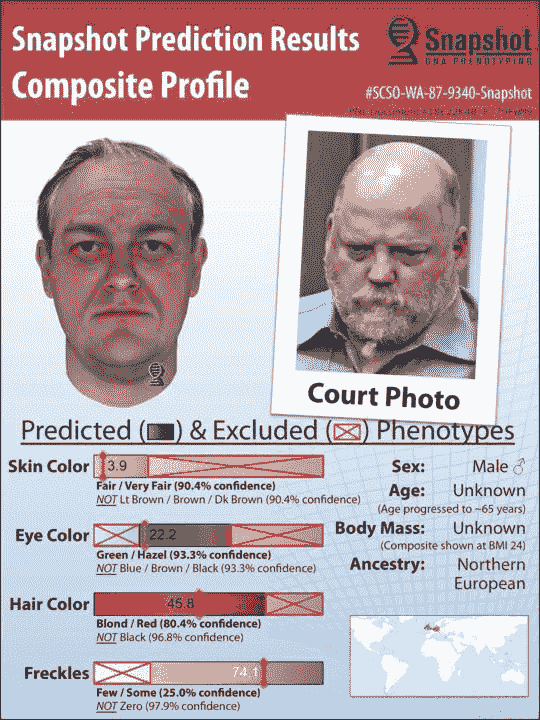 Snapshot Prediction Results
Composite Profile
Snapshot
DNA PHENOTYPING
#SCSO-WA-87-9340-Snapshot
Court Photo
Predicted () & Excluded () Phenotypes
Skin Color
3.9
Fair / Very Fair (90.4% confidence)
NOT Lt Brown / Brown / Dk Brown (90.4% confidence)
Eye Color
22.2
Green / Hazel (93.3% confidence)
NOT Blue / Brown / Black (93.3% confidence)
Hair Color
45.8
Blond / Red (80.4% confidence)
NOT Black (96.8% confidence)
Freckles
74.1
Few / Some (25.0% confidence)
NOT Zero (97.9% confidence)
Sex: Male ♂
Age: Unknown
(Age progressed to ~65 years)
Body Mass: Unknown
(Composite shown at BMI 24)
Ancestry: Northern
European